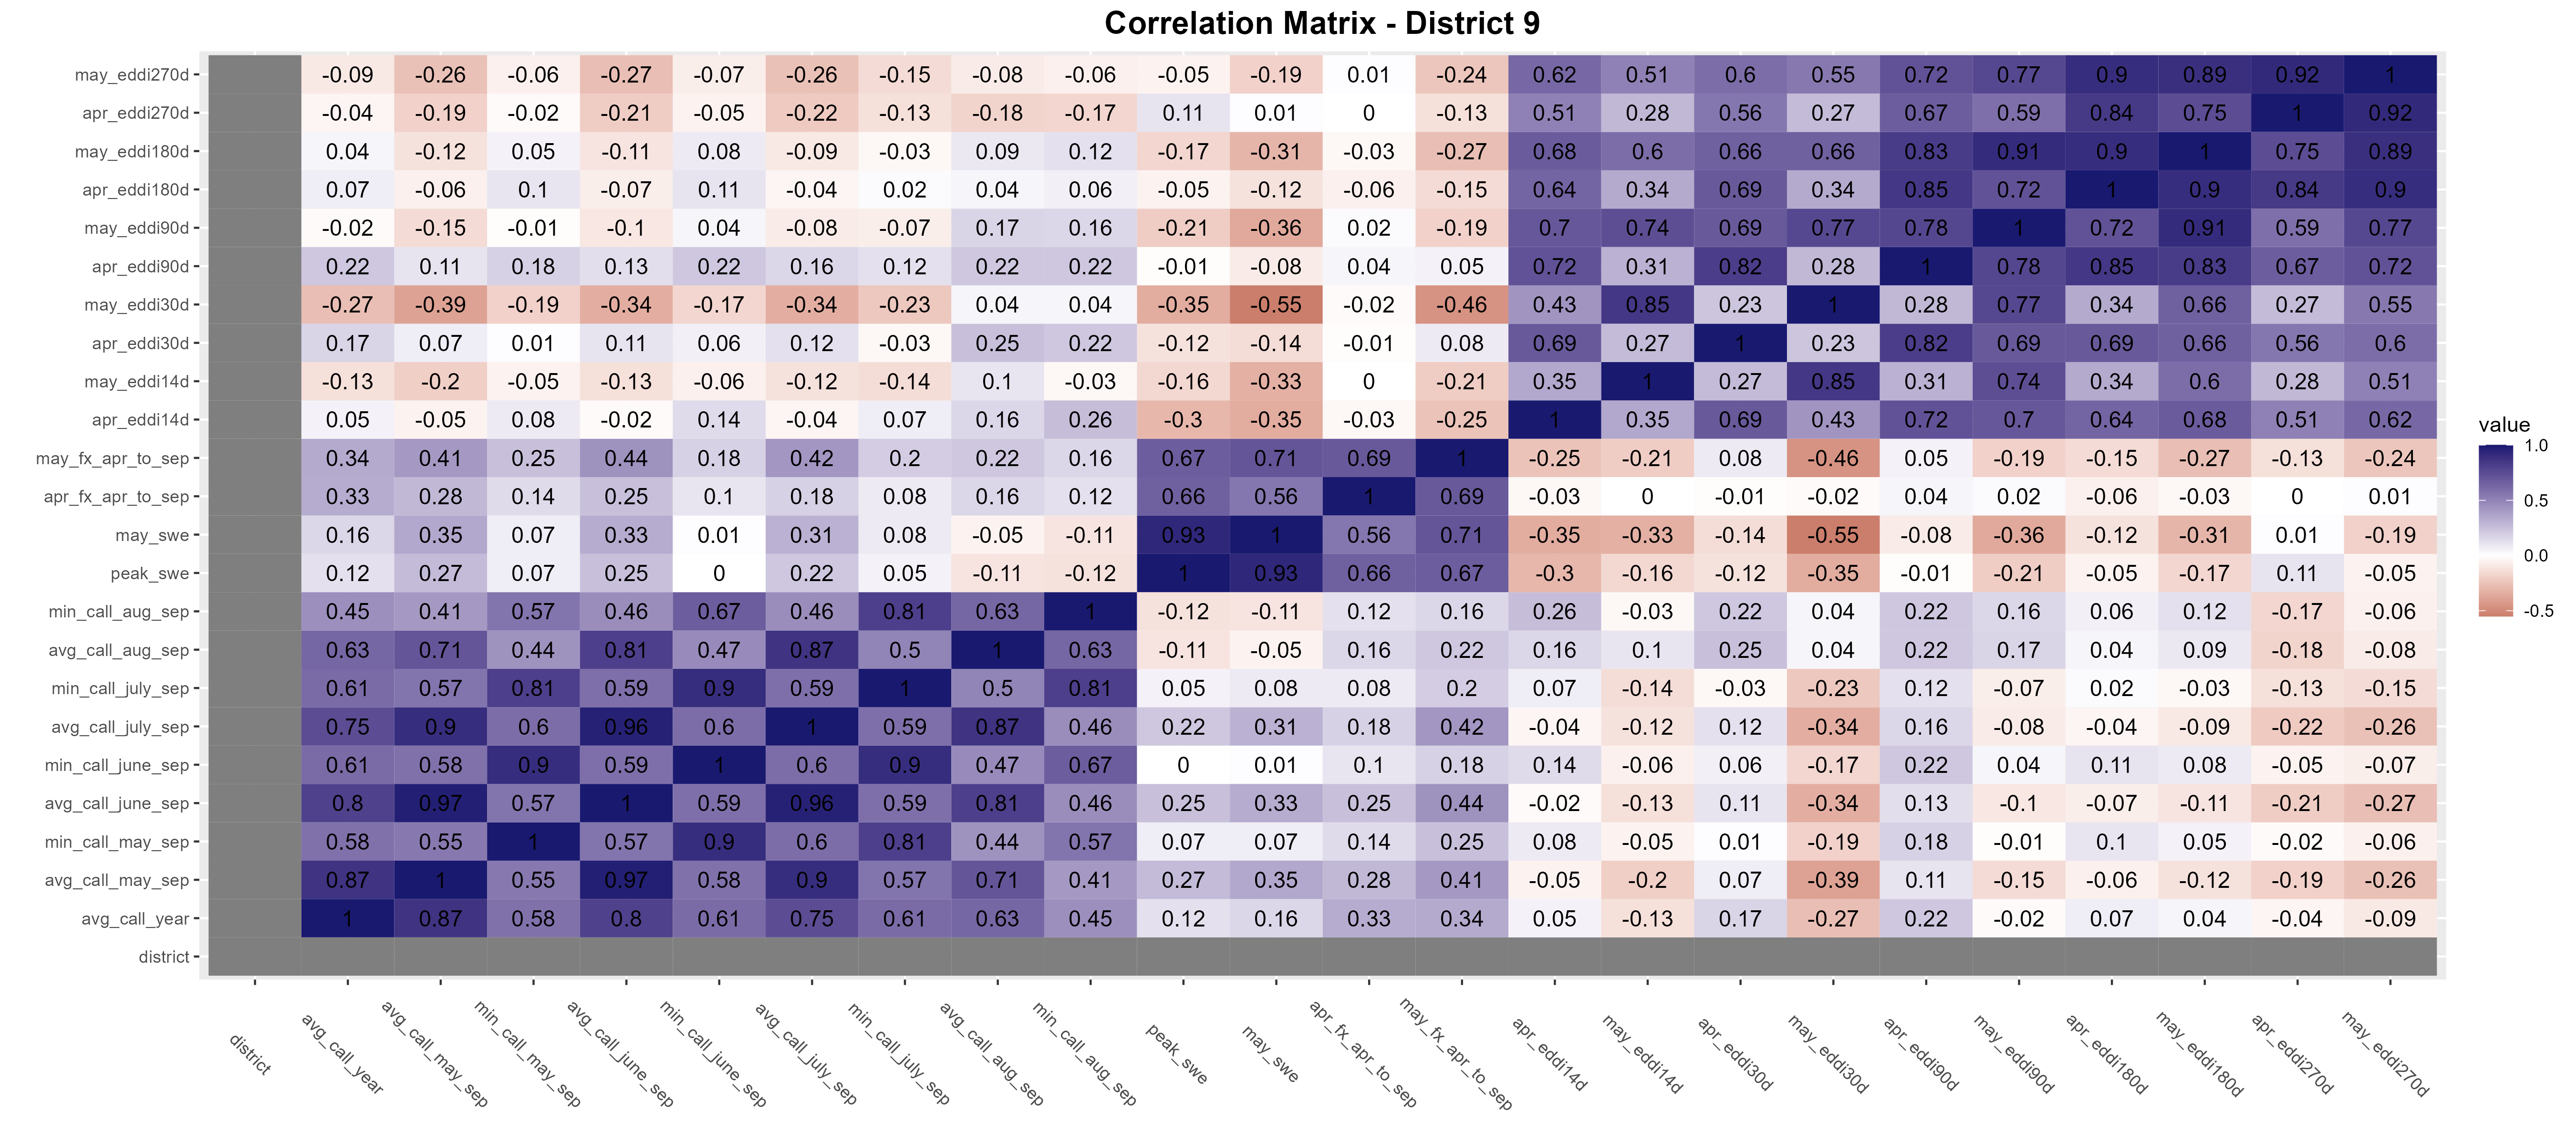 Correlation Matrix - District 9
may_eddi270d -0.09 -0.26 -0.06 -0.27 -0.07 -0.26 -0.15 -0.08 -0.06 -0.05 -0.19 0.01 -0.24 0.62 0.51 0.6 0.55 0.72 0.77 0.9 0.89 0.92 1
apr_eddi270d -0.04 -0.19 -0.02 -0.21 -0.05 -0.22 -0.13 -0.18 -0.17 0.11 0.01 0 -0.13 0.51 0.28 0.56 0.27 0.67 0.59 0.84 0.75 1 0.92
may_eddi180d 0.04 -0.12 0.05 -0.11 0.08 -0.09 -0.03 0.09 0.12 -0.17 -0.31 -0.03 -0.27 0.68 0.6 0.66 0.66 0.83 0.91 0.9 1 0.75 0.89
apr_eddi180d 0.07 -0.06 0.1 -0.07 0.11 -0.04 0.02 0.04 0.06 -0.05 -0.12 -0.06 -0.15 0.64 0.34 0.69 0.34 0.85 0.72 1 0.9 0.84 0.9
may_eddi90d -0.02 -0.15 -0.01 -0.1 0.04 -0.08 -0.07 0.17 0.16 -0.21 -0.36 0.02 -0.19 0.7 0.74 0.69 0.77 0.78 1 0.72 0.91 0.59 0.77
apr_eddi90d 0.22 0.11 0.18 0.13 0.22 0.16 0.12 0.22 0.22 -0.01 -0.08 0.04 0.05 0.72 0.31 0.82 0.28 1 0.78 0.85 0.83 0.67 0.72
may_eddi30d -0.27 -0.39 -0.19 -0.34 -0.17 -0.34 -0.23 0.04 0.04 -0.35 -0.55 -0.02 -0.46 0.43 0.85 0.23 1 0.28 0.77 0.34 0.66 0.27 0.55
apr_eddi30d 0.17 0.07 0.01 0.11 0.06 0.12 -0.03 0.25 0.22 -0.12 -0.14 -0.01 0.08 0.69 0.27 1 0.23 0.82 0.69 0.69 0.66 0.56 0.6
may_eddi14d -0.13 -0.2 -0.05 -0.13 -0.06 -0.12 -0.14 0.1 -0.03 -0.16 -0.33 0 -0.21 0.35 1 0.27 0.85 0.31 0.74 0.34 0.6 0.28 0.51
apr_eddi14d 0.05 -0.05 0.08 -0.02 0.14 -0.04 0.07 0.16 0.26 -0.3 -0.35 -0.03 -0.25 1 0.35 0.69 0.43 0.72 0.7 0.64 0.68 0.51 0.62
may_fx_apr_to_sep 0.34 0.41 0.25 0.44 0.18 0.42 0.2 0.22 0.16 0.67 0.71 0.69 1 -0.25 -0.21 0.08 -0.46 0.05 -0.19 -0.15 -0.27 -0.13 -0.24
apr_fx_apr_to_sep 0.33 0.28 0.14 0.25 0.1 0.18 0.08 0.16 0.12 0.66 0.56 1 0.69 -0.03 0 -0.01 -0.02 0.04 0.02 -0.06 -0.03 0 0.01
may_swe 0.16 0.35 0.07 0.33 0.01 0.31 0.08 -0.05 -0.11 0.93 1 0.56 0.71 -0.35 -0.33 -0.14 -0.55 -0.08 -0.36 -0.12 -0.31 0.01 -0.19
peak_swe 0.12 0.27 0.07 0.25 0 0.22 0.05 -0.11 -0.12 1 0.93 0.66 0.67 -0.3 -0.16 -0.12 -0.35 -0.01 -0.21 -0.05 -0.17 0.11 -0.05
min_call_aug_sep 0.45 0.41 0.57 0.46 0.67 0.46 0.81 0.63 1 -0.12 -0.11 0.12 0.16 0.26 -0.03 0.22 0.04 0.22 0.16 0.06 0.12 -0.17 -0.06
avg_call_aug_sep 0.63 0.71 0.44 0.81 0.47 0.87 0.5 1 0.63 -0.11 -0.05 0.16 0.22 0.16 0.1 0.25 0.04 0.22 0.17 0.04 0.09 -0.18 -0.08
min_call_july_sep 0.61 0.57 0.81 0.59 0.9 0.59 1 0.5 0.81 0.05 0.08 0.08 0.2 0.07 -0.14 -0.03 -0.23 0.12 -0.07 0.02 -0.03 -0.13 -0.15
avg_call_july_sep 0.75 0.9 0.6 0.96 0.6 1 0.59 0.87 0.46 0.22 0.31 0.18 0.42 -0.04 -0.12 0.12 -0.34 0.16 -0.08 -0.04 -0.09 -0.22 -0.26
min_call_june_sep 0.61 0.58 0.9 0.59 1 0.6 0.9 0.47 0.67 0 0.01 0.1 0.18 0.14 -0.06 0.06 -0.17 0.22 0.04 0.11 0.08 -0.05 -0.07
avg_call_june_sep 0.8 0.97 0.57 1 0.59 0.96 0.59 0.81 0.46 0.25 0.33 0.25 0.44 -0.02 -0.13 0.11 -0.34 0.13 -0.1 -0.07 -0.11 -0.21 -0.27
min_call_may_sep 0.58 0.55 1 0.57 0.9 0.6 0.81 0.44 0.57 0.07 0.07 0.14 0.25 0.08 -0.05 0.01 -0.19 0.18 -0.01 0.1 0.05 -0.02 -0.06
avg_call_may_sep 0.87 1 0.55 0.97 0.58 0.9 0.57 0.71 0.41 0.27 0.35 0.28 0.41 -0.05 -0.2 0.07 -0.39 0.11 -0.15 -0.06 -0.12 -0.19 -0.26
avg_call_year 1 0.87 0.58 0.8 0.61 0.75 0.61 0.63 0.45 0.12 0.16 0.33 0.34 0.05 -0.13 0.17 -0.27 0.22 -0.02 0.07 0.04 -0.04 -0.09
district
district avg_call_year avg_call_may_sep min_call_may_sep avg_call_june_sep min_call_june_sep avg_call_july_sep min_call_july_sep avg_call_aug_sep min_call_aug_sep peak_swe may_swe apr_fx_apr_to_sep may_fx_apr_to_sep apr_eddi14d may_eddi14d apr_eddi30d may_eddi30d apr_eddi90d may_eddi90d apr_eddi180d may_eddi180d apr_eddi270d may_eddi270d
value
1.0
0.5
0.0
-0.5